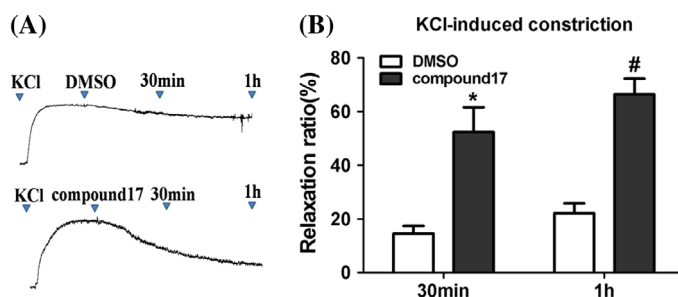 (A)
KCl DMSO 30min 1h
KCl compound17 30min 1h
(B)
KCl-induced constriction
DMSO
compound17
Relaxation ratio(%)
80
60
40
20
0
* #
30min 1h